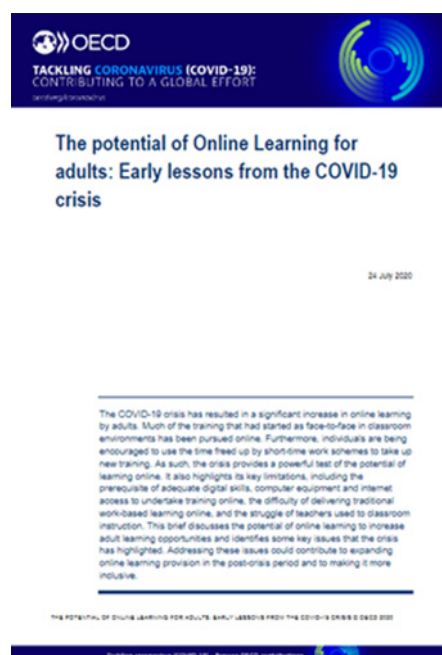 OECD
TACKLING CORONAVIRUS (COVID-19):
CONTRIBUTING TO A GLOBAL EFFORT
The potential of Online Learning for
adults: Early lessons from the COVID-19
crisis
24 July 2020
The COVID-19 crisis has resulted in a significant increase in online learning
by adults. Much of the training that had started as face-to-face in classroom
environments has been pursued online. Furthermore, individuals are being
encouraged to use the time freed up by short-time work schemes to take up
new training. As such, the crisis provides a powerful test of the potential of
learning online. It also highlights its key limitations, including the
prerequisite of adequate digital skills, computer equipment and internet
access to undertake training online, the difficulty of delivering traditional
work-based learning online, and the struggle of teachers used to classroom
instruction. This brief discusses the potential of online learning to increase
adult learning opportunities and identifies some key issues that the crisis
has highlighted. Addressing these issues could contribute to expanding
online learning provision in the post-crisis period and to making it more
inclusive.
THE POTENTIAL OF ONLINE LEARNING FOR ADULTS: EARLY LESSONS FROM THE COVID-19 CRISIS © OECD 2020